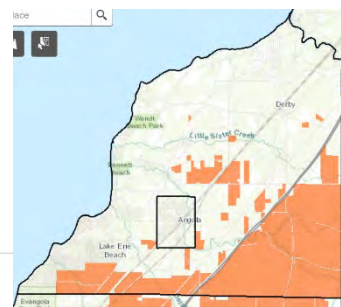 lace
Derby
Wendt
Beach Park
Little Sister Creek
Bennett
Beach
Angola
Lake Erie
Beach
Evangola